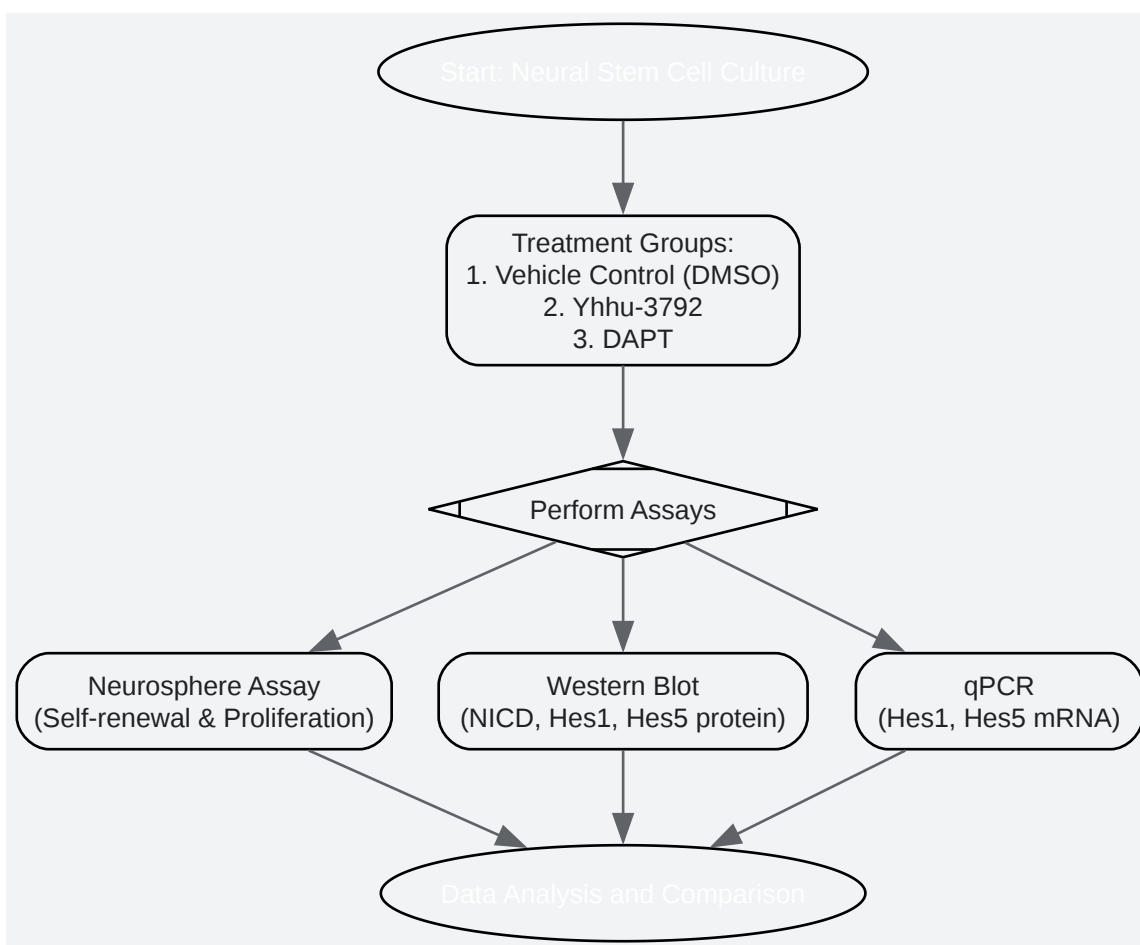 Start: Neural Stem Cell Culture
Treatment Groups:
1. Vehicle Control (DMSO)
2. Yhhu-3792
3. DAPT
Perform Assays
Neurosphere Assay
(Self-renewal & Proliferation)
Western Blot
(NICD, Hes1, Hes5 protein)
qPCR
(Hes1, Hes5 mRNA)
Data Analysis and Comparison